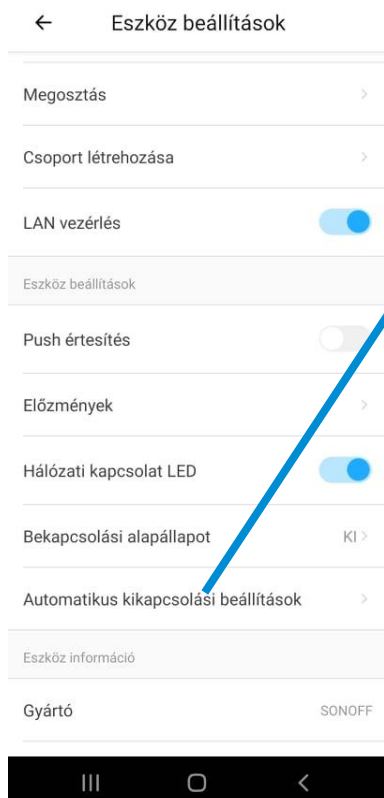 Eszköz beállítások
Megosztás
Csoport létrehozása
LAN vezérlés
Eszköz beállítások
Push értesítés
Előzmények
Hálózati kapcsolat LED
Bekapcsolási alapállapot KI
Automatikus kikapcsolási beállítások
Eszköz információ
Gyártó SONOFF